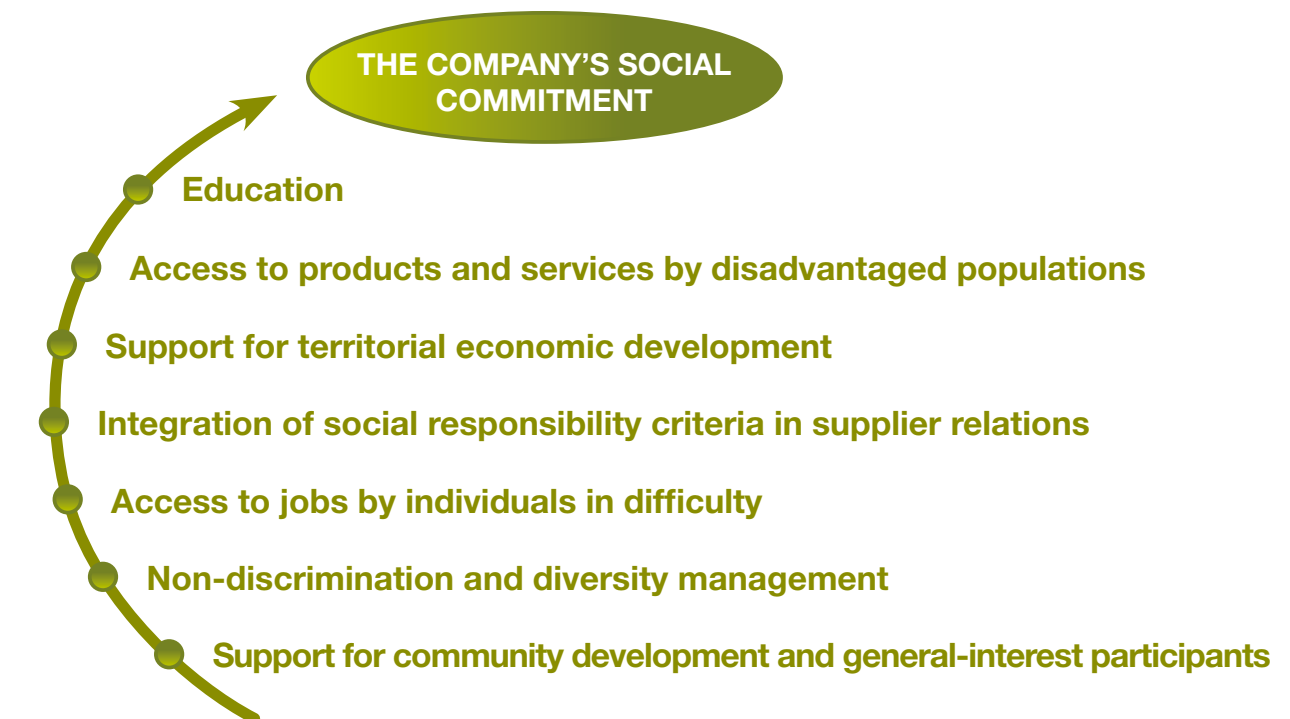 THE COMPANY’S SOCIAL
COMMITMENT
Education
Access to products and services by disadvantaged populations
Support for territorial economic development
Integration of social responsibility criteria in supplier relations
Access to jobs by individuals in difficulty
Non-discrimination and diversity management
Support for community development and general-interest participants